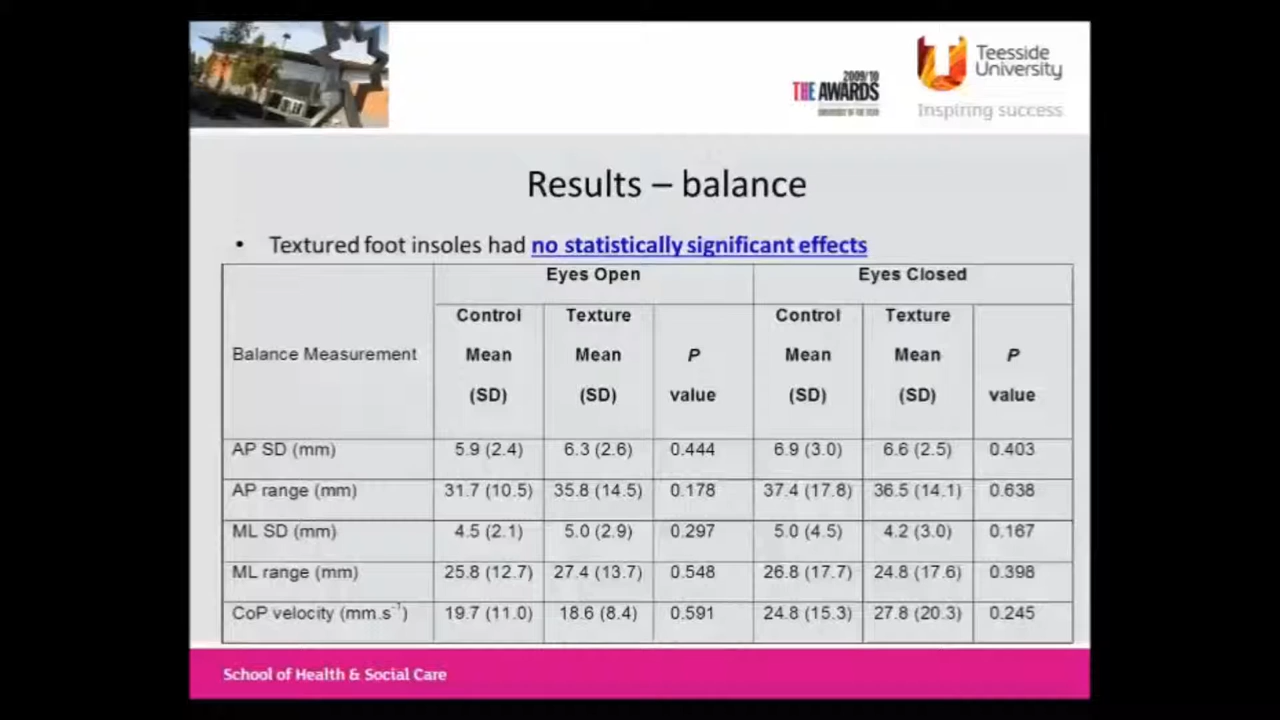 2009/10
THE AWARDS
UNIVERSITY OF THE YEAR
Teesside
University
Inspiring success
Results – balance
• Textured foot insoles had no statistically significant effects
Eyes Open Eyes Closed
Control Texture Control Texture
Balance Measurement Mean Mean P Mean Mean P
(SD) (SD) value (SD) (SD) value
AP SD (mm) 5.9 (2.4) 6.3 (2.6) 0.444 6.9 (3.0) 6.6 (2.5) 0.403
AP range (mm) 31.7 (10.5) 35.8 (14.5) 0.178 37.4 (17.8) 36.5 (14.1) 0.638
ML SD (mm) 4.5 (2.1) 5.0 (2.9) 0.297 5.0 (4.5) 4.2 (3.0) 0.167
ML range (mm) 25.8 (12.7) 27.4 (13.7) 0.548 26.8 (17.7) 24.8 (17.6) 0.398
CoP velocity (mm.s⁻¹) 19.7 (11.0) 18.6 (8.4) 0.591 24.8 (15.3) 27.8 (20.3) 0.245
School of Health & Social Care